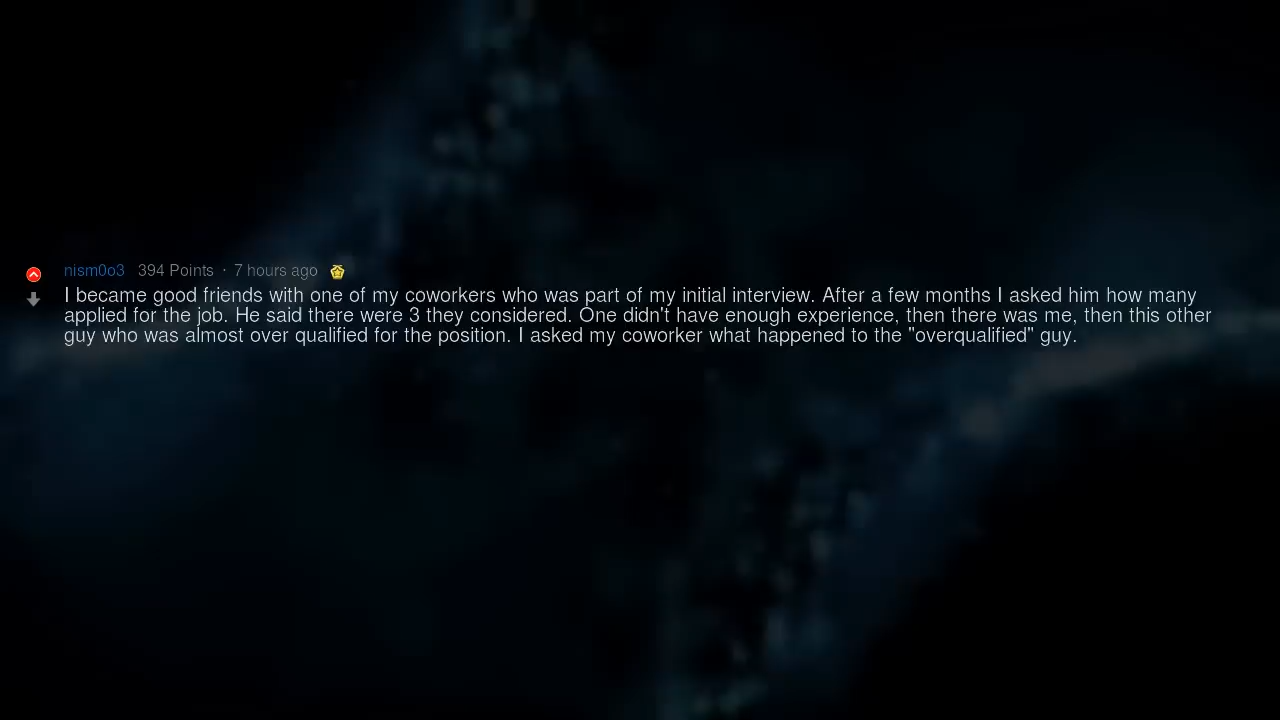 nism0o3 394 Points · 7 hours ago
I became good friends with one of my coworkers who was part of my initial interview. After a few months I asked him how many
applied for the job. He said there were 3 they considered. One didn't have enough experience, then there was me, then this other
guy who was almost over qualified for the position. I asked my coworker what happened to the "overqualified" guy.